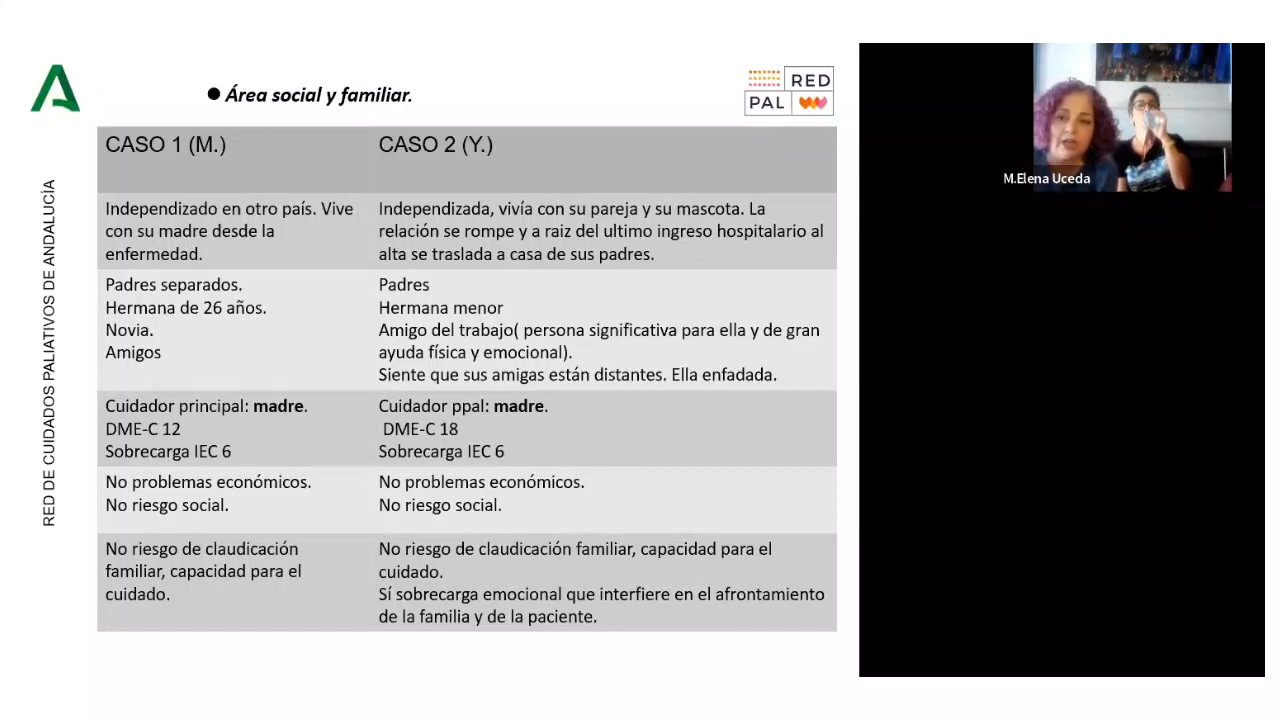 RED DE CUIDADOS PALIATIVOS DE ANDALUCÍA
● Área social y familiar.
RED
PAL
CASO 1 (M.)
CASO 2 (Y.)
Independizado en otro país. Vive
con su madre desde la
enfermedad.
Independizada, vivía con su pareja y su mascota. La
relación se rompe y a raiz del ultimo ingreso hospitalario al
alta se traslada a casa de sus padres.
Padres separados.
Hermana de 26 años.
Novia.
Amigos
Padres
Hermana menor
Amigo del trabajo( persona significativa para ella y de gran
ayuda física y emocional).
Siente que sus amigas están distantes. Ella enfadada.
Cuidador principal: madre.
DME-C 12
Sobrecarga IEC 6
Cuidador ppal: madre.
DME-C 18
Sobrecarga IEC 6
No problemas económicos.
No riesgo social.
No problemas económicos.
No riesgo social.
No riesgo de claudicación
familiar, capacidad para el
cuidado.
No riesgo de claudicación familiar, capacidad para el
cuidado.
Sí sobrecarga emocional que interfiere en el afrontamiento
de la familia y de la paciente.
M.Elena Uceda